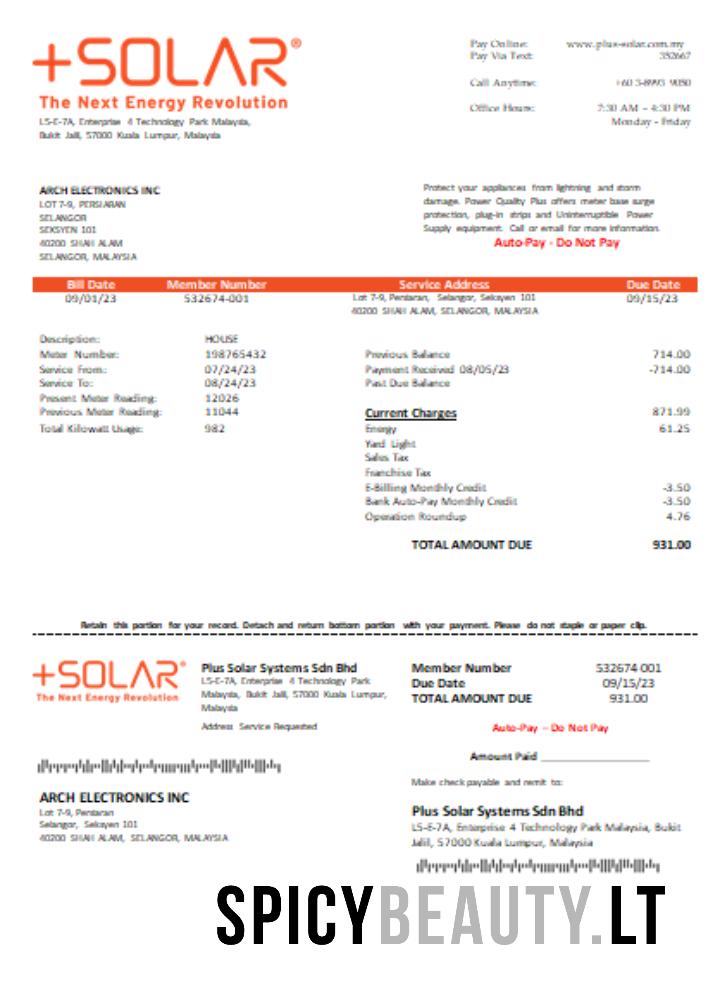 +SOLAR®
The Next Energy Revolution
L5-E-7A, Enterprise 4 Technology Park Malaysia,
Bukit Jalil, 57000 Kuala Lumpur, Malaysia
Pay Online: www.plus-solar.com.my
Pay Via Text: 352667
Call Anytime: +60 3-8993 9050
Office Hours: 7:30 AM – 4:30 PM
Monday - Friday
ARCH ELECTRONICS INC
LOT 7-9, PERSIARAN
SELANGOR
SEKSYEN 101
40200 SHAH ALAM
SELANGOR, MALAYSIA
Protect your appliances from lightning and storm
damage. Power Quality Plus offers meter base surge
protection, plug-in strips and Uninterruptible Power
Supply equipment. Call or email for more information.
Auto-Pay - Do Not Pay
Bill Date Member Number Service Address Due Date
09/01/23 532674-001 Lot 7-9, Persiaran, Selangor, Seksyen 101 09/15/23
40200 SHAH ALAM, SELANGOR, MALAYSIA
Description: HOUSE
Meter Number: 198765432
Service From: 07/24/23
Service To: 08/24/23
Present Meter Reading: 12026
Previous Meter Reading: 11044
Total Kilowatt Usage: 982
Previous Balance 714.00
Payment Received 08/05/23 -714.00
Past Due Balance
Current Charges 871.99
Energy 61.25
Yard Light
Sales Tax
Franchise Tax
E-Billling Monthly Credit -3.50
Bank Auto-Pay Monthly Credit -3.50
Operation Roundup 4.76
TOTAL AMOUNT DUE 931.00
Retain this portion for your record. Detach and return bottom portion with your payment. Please do not staple or paper clip.
+SOLAR®
The Next Energy Revolution
Plus Solar Systems Sdn Bhd
L5-E-7A, Enterprise 4 Technology Park
Malaysia, Bukit Jalil, 57000 Kuala Lumpur,
Malaysia
Address Service Requested
Member Number 532674 001
Due Date 09/15/23
TOTAL AMOUNT DUE 931.00
Auto-Pay – Do Not Pay
Amount Paid
Make check payable and remit to:
ARCH ELECTRONICS INC
Lot 7-9, Persiaran
Selangor, Seksyen 101
40200 SHAH ALAM, SELANGOR, MALAYSIA
Plus Solar Systems Sdn Bhd
L5-E-7A, Enterprise 4 Technology Park Malaysia, Bukit
Jalil, 57000 Kuala Lumpur, Malaysia
SPICYBEAUTY.LT